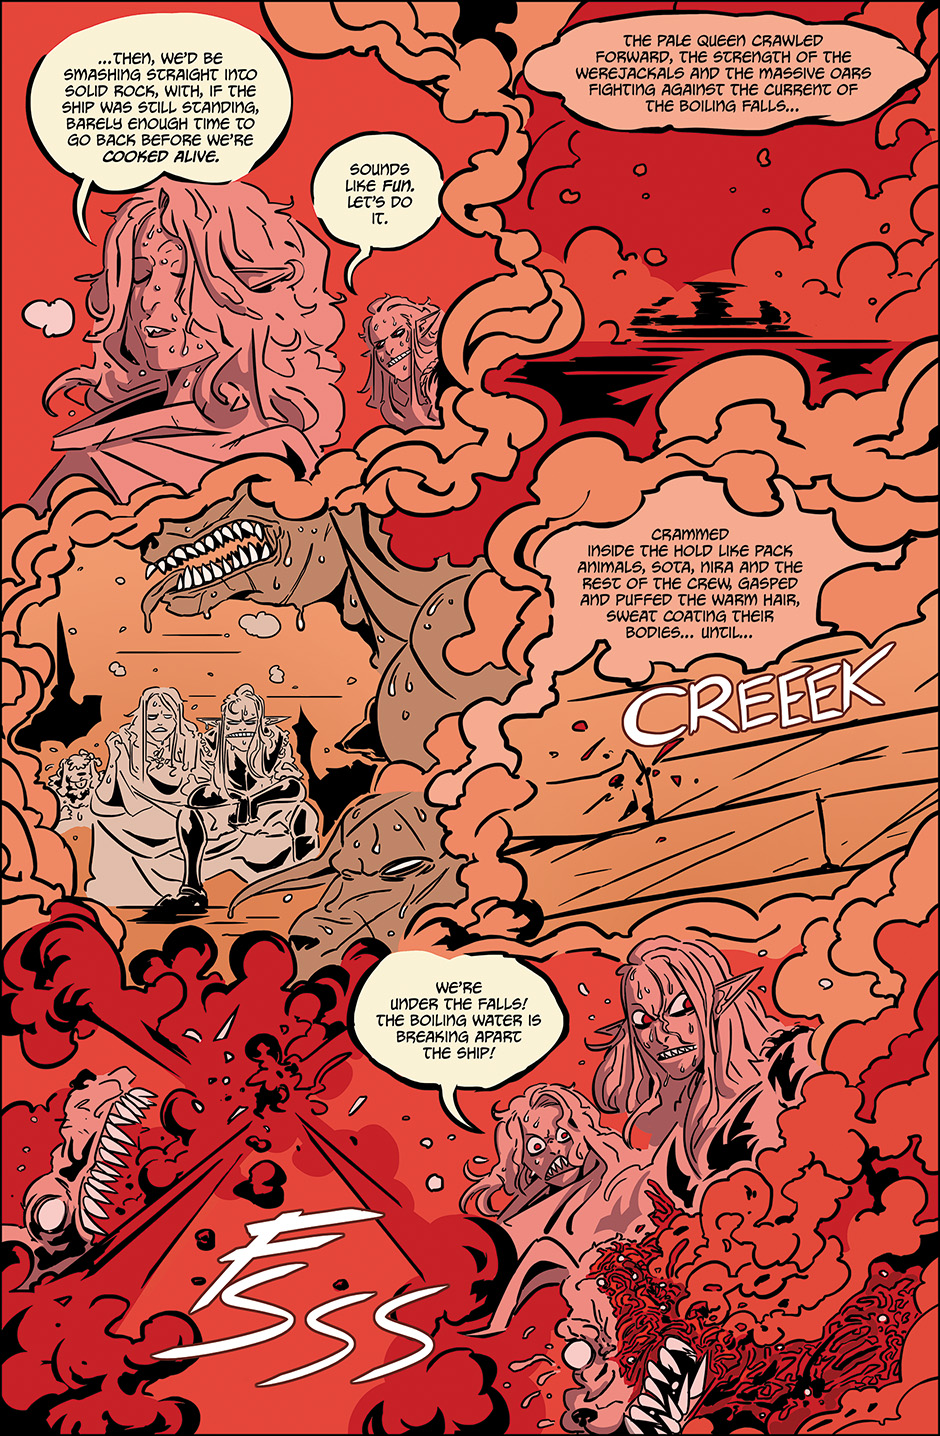 ...THEN, WE'D BE
SMASHING STRAIGHT INTO
SOLID ROCK, WITH, IF THE
SHIP WAS STILL STANDING,
BARELY ENOUGH TIME TO
GO BACK BEFORE WE'RE
COOKED ALIVE.
SOUNDS
LIKE FUN.
LET'S DO
IT.
THE PALE QUEEN CRAWLED
FORWARD, THE STRENGTH OF THE
WEREJACKALS AND THE MASSIVE OARS
FIGHTING AGAINST THE CURRENT OF
THE BOILING FALLS...
CRAMMED
INSIDE THE HOLD LIKE PACK
ANIMALS, SOTA, NIRA AND THE
REST OF THE CREW, GASPED
AND PUFFED THE WARM HAIR,
SWEAT COATING THEIR
BODIES... UNTIL...
CREEEK
WE'RE
UNDER THE FALLS!
THE BOILING WATER IS
BREAKING APART
THE SHIP!
FSSS